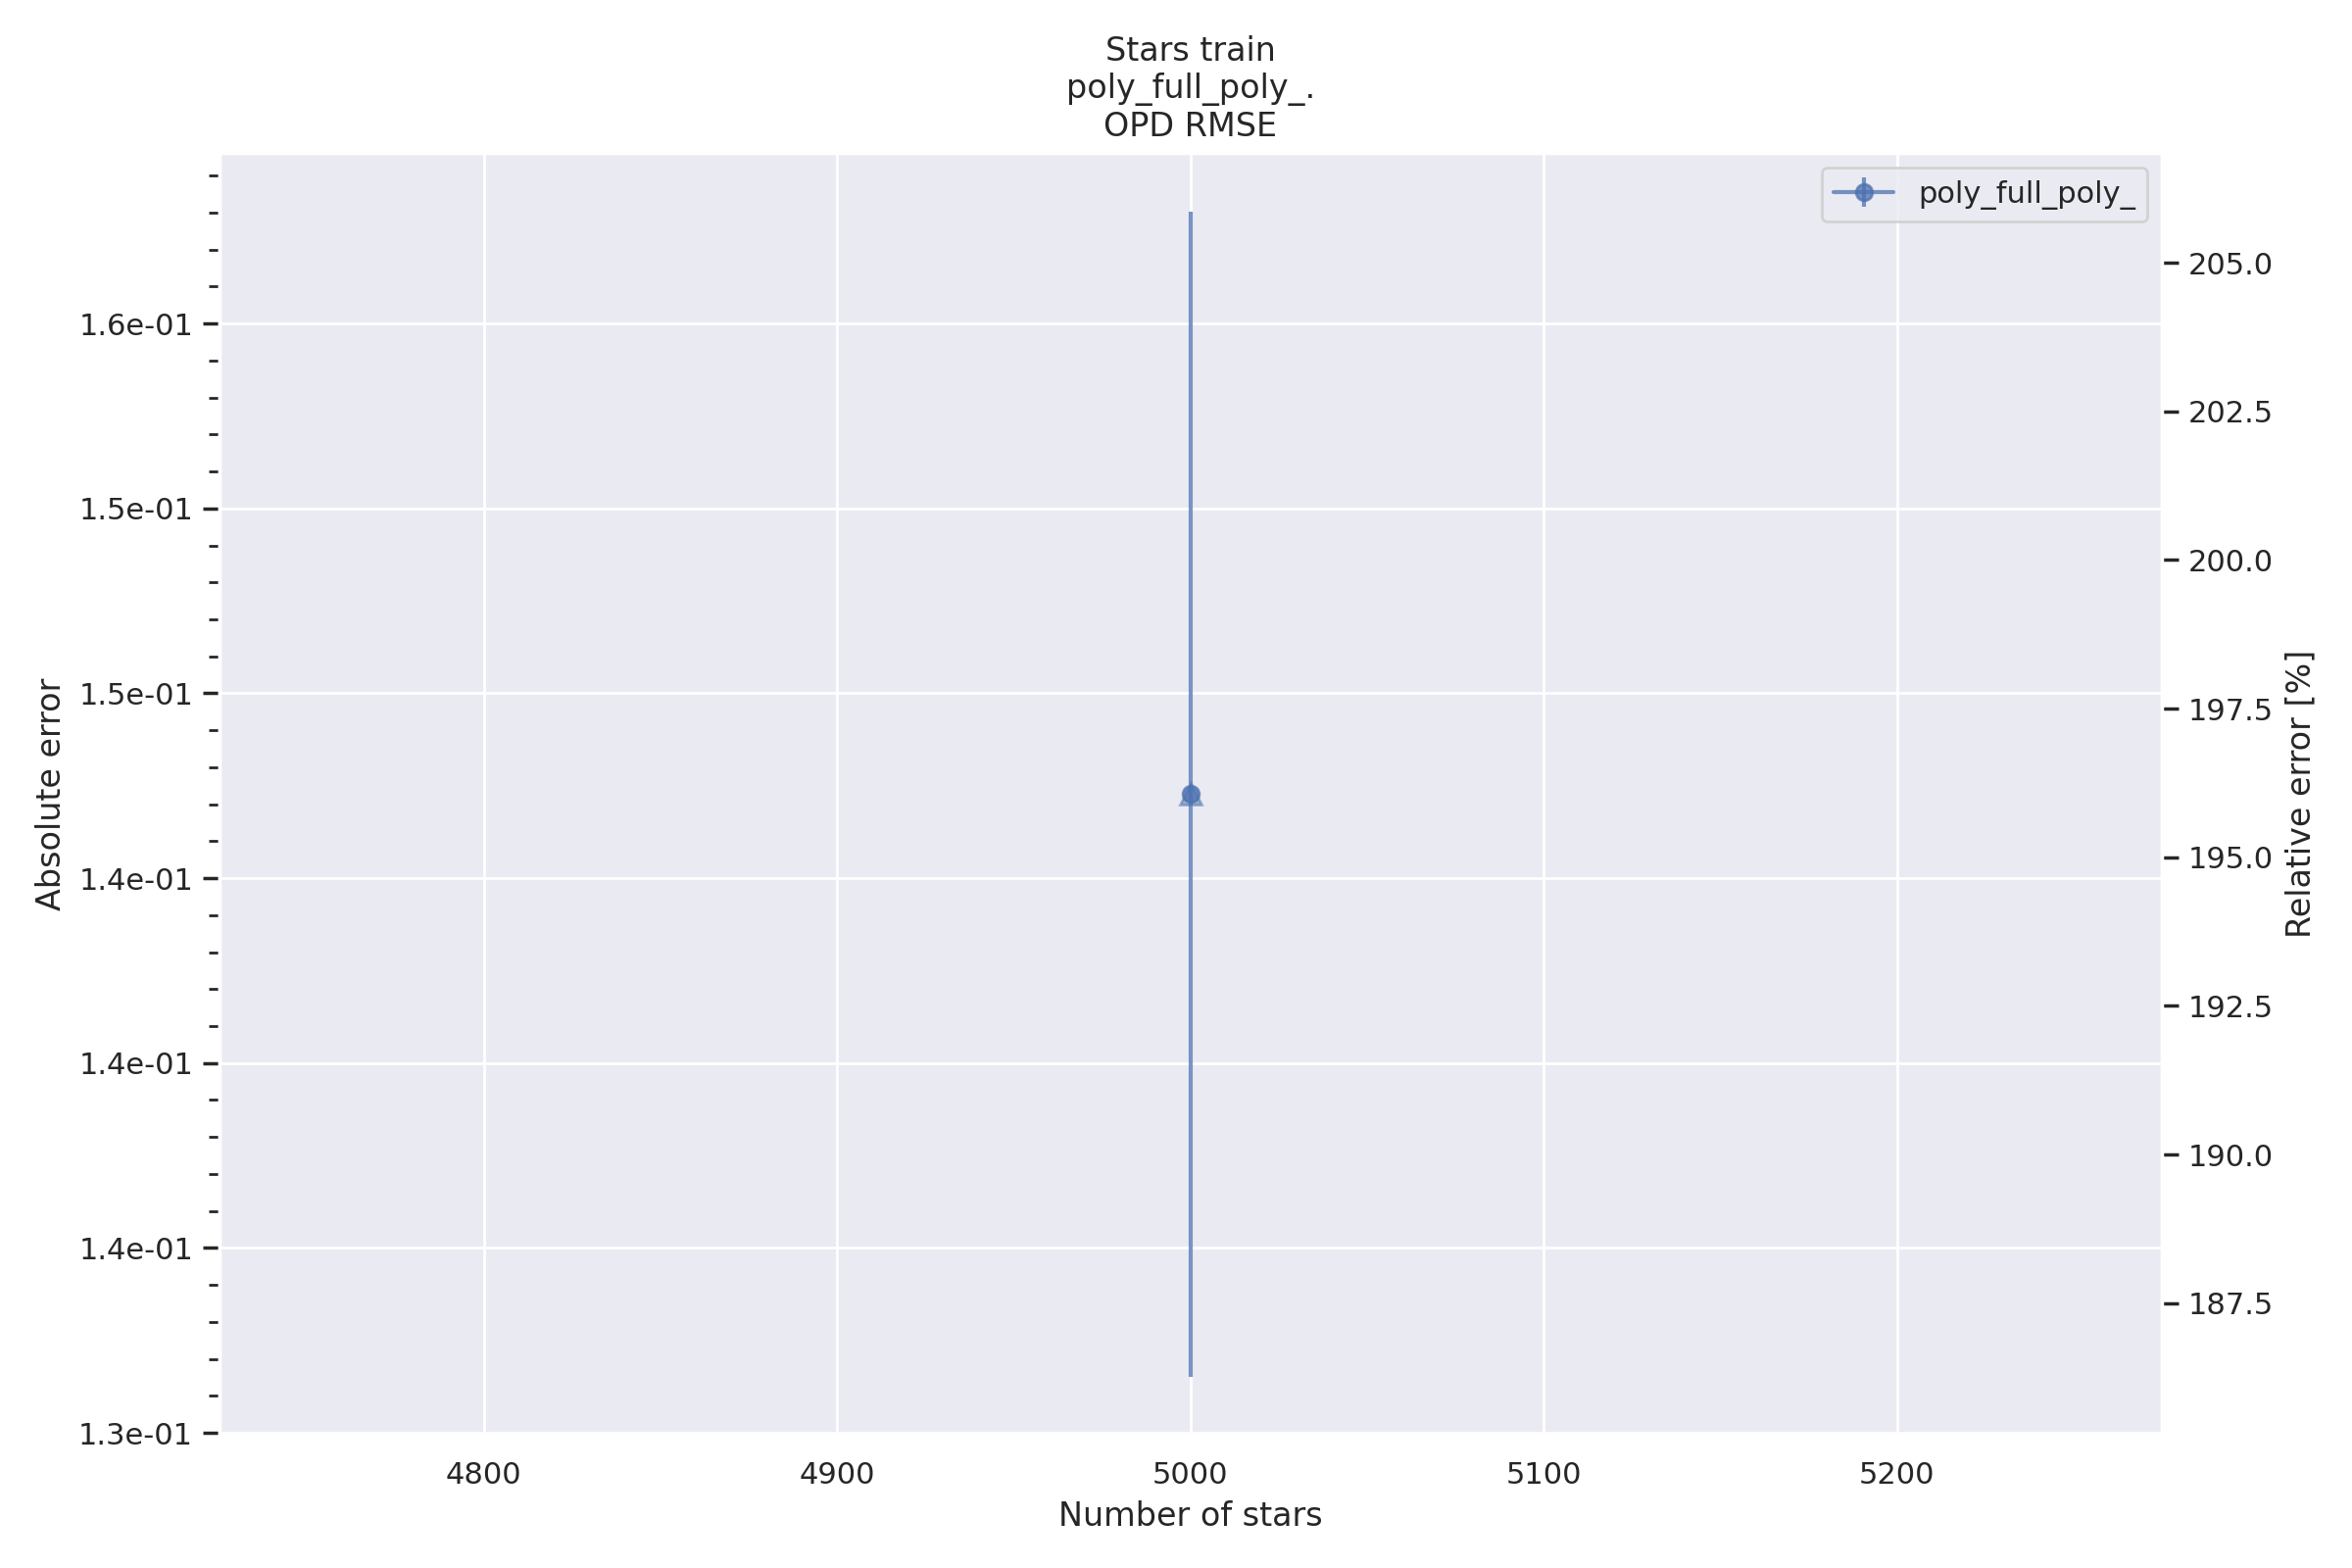 Stars train
poly_full_poly_.
OPD RMSE
poly_full_poly_
Absolute error
1.6e-01
1.5e-01
1.5e-01
1.4e-01
1.4e-01
1.4e-01
1.3e-01
205.0
202.5
200.0
197.5
195.0
192.5
190.0
187.5
Relative error [%]
4800 4900 5000 5100 5200
Number of stars